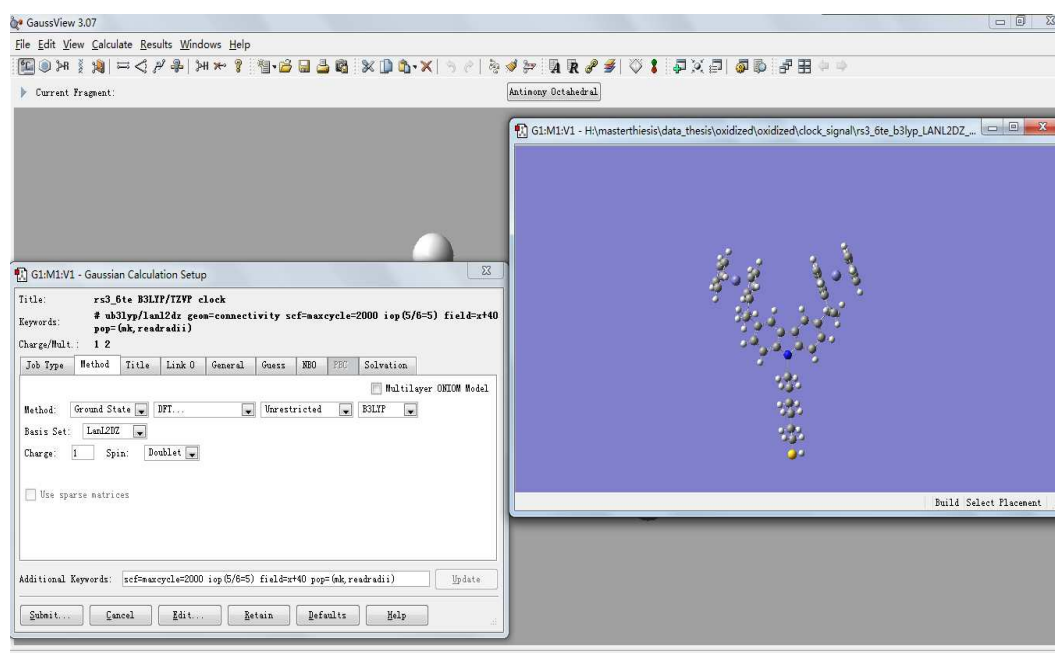 GaussView 3.07
File Edit View Calculate Results Windows Help
Current Fragment:
Antimony Octahedral
G1:M1:V1 - H:\masterthiesis\data_thesis\oxidized\oxidized\clock_signal\rs3_6te_b3lyp_LANL2DZ_...
G1:M1:V1 - Gaussian Calculation Setup
Title: rs3_6te B3LYP/TZVP clock
Keywords: # ub3lyp/lanl2dz geom=connectivity scf=maxcycle=2000 iop(5/6=5) field=x+40
pop=(mk,readradii)
Charge/Mult.: 1 2
Job Type Method Title Link 0 General Guess NBO PBC Solvation
Multilayer ONIOM Model
Method: Ground State DFT... Unrestricted B3LYP
Basis Set: LanL2DZ
Charge: 1 Spin: Doublet
Use sparse matrices
Build Select Placement
Additional Keywords: scf=maxcycle=2000 iop(5/6=5) field=x+40 pop=(mk,readradii) Update
Submit... Cancel Edit... Retain Defaults Help